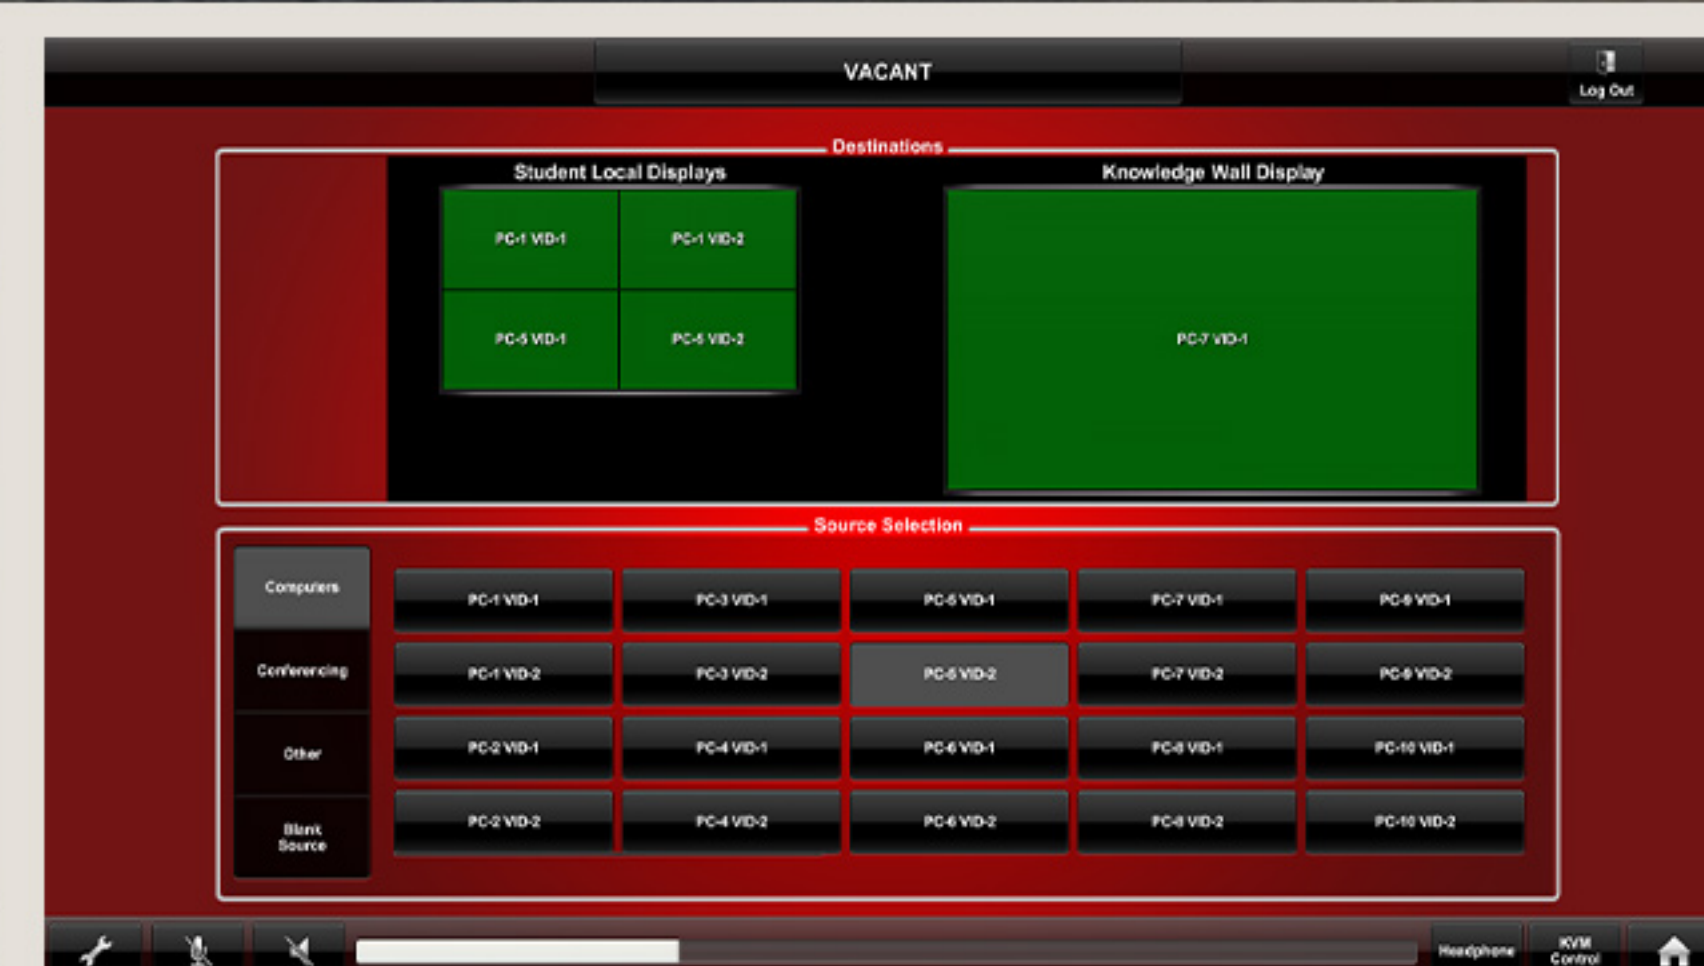 VACANT
Log Out
Destinations
Student Local Displays
Knowledge Wall Display
PC-1 VID-1
PC-1 VID-2
PC-5 VID-1
PC-5 VID-2
PC-7 VID-1
Source Selection
Computers
Conferencing
Other
Blank
Source
PC-1 VID-1
PC-3 VID-1
PC-5 VID-1
PC-7 VID-1
PC-9 VID-1
PC-1 VID-2
PC-3 VID-2
PC-5 VID-2
PC-7 VID-2
PC-9 VID-2
PC-2 VID-1
PC-4 VID-1
PC-6 VID-1
PC-8 VID-1
PC-10 VID-1
PC-2 VID-2
PC-4 VID-2
PC-6 VID-2
PC-8 VID-2
PC-10 VID-2
Headphone
KVM
Control